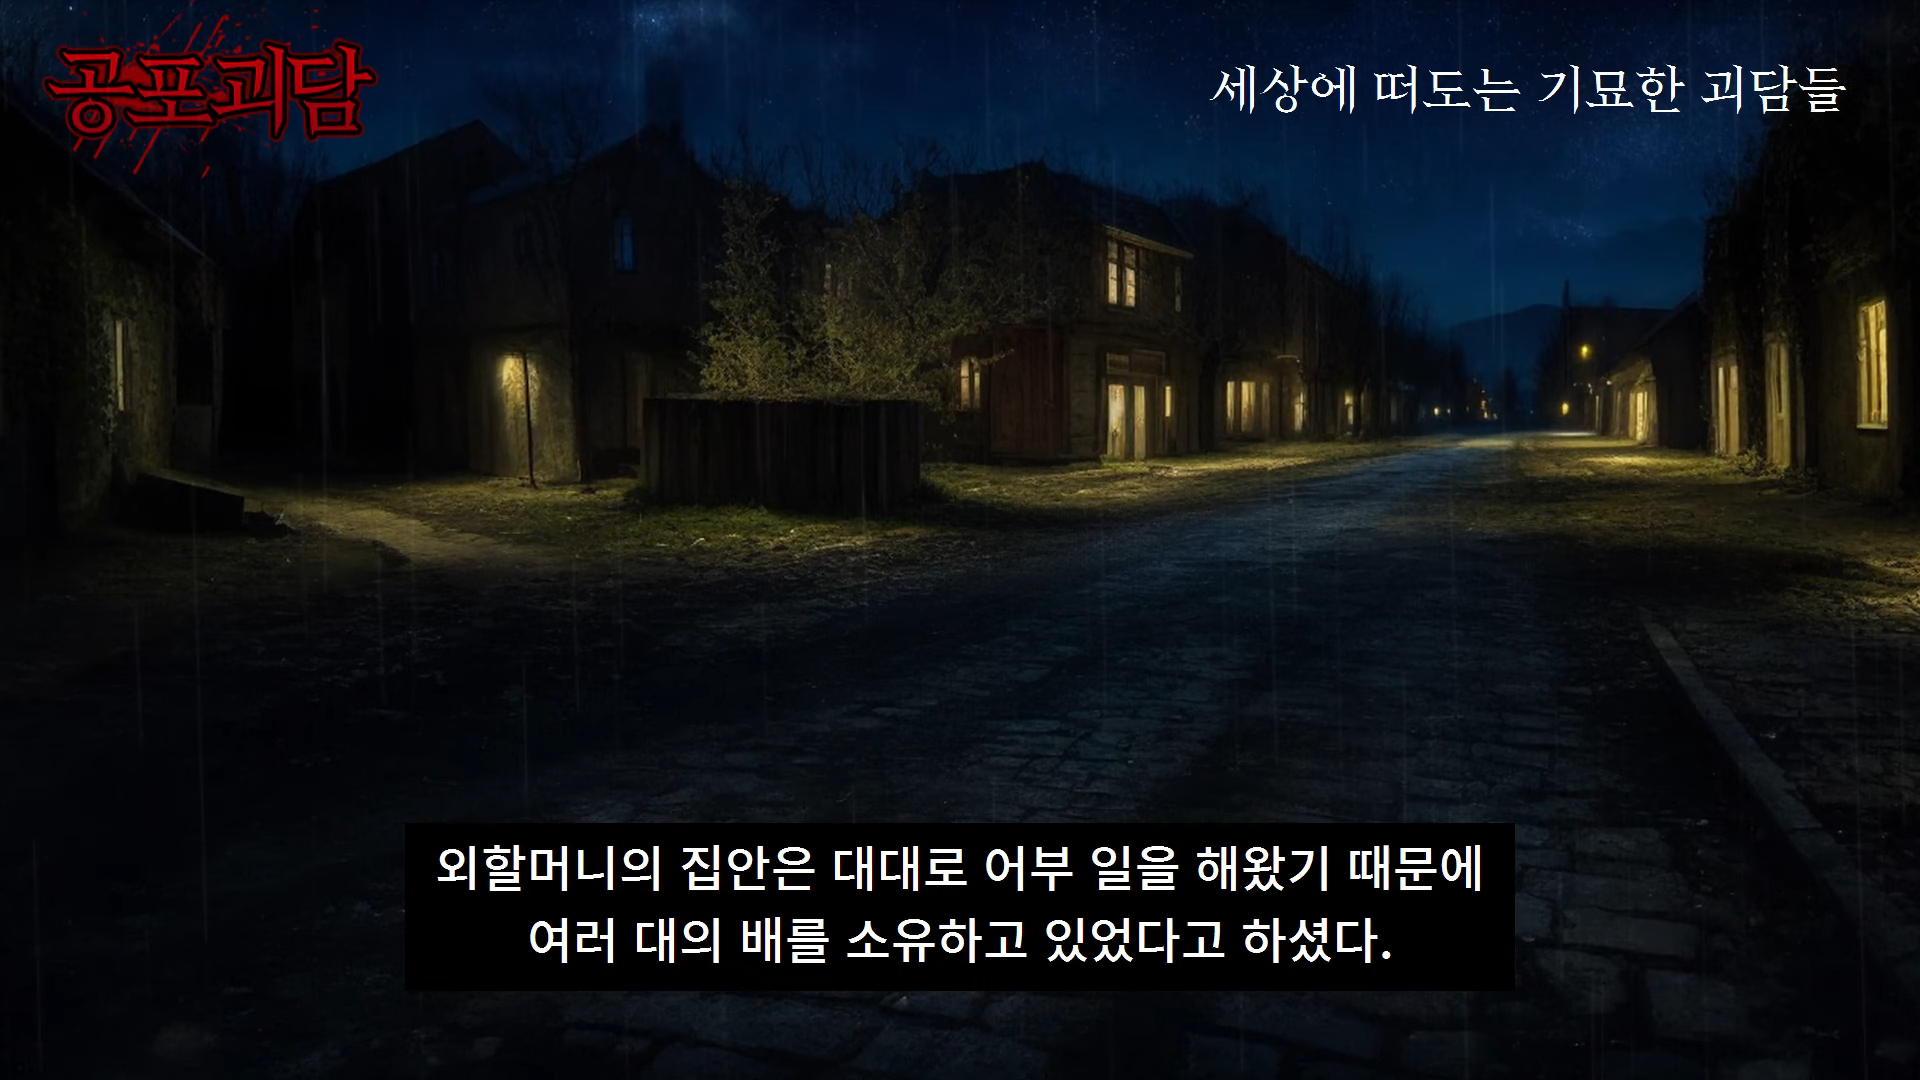 공포괴담
세상에 떠도는 기묘한 괴담들
외할머니의 집안은 대대로 어부 일을 해왔기 때문에
여러 대의 배를 소유하고 있었다고 하셨다.